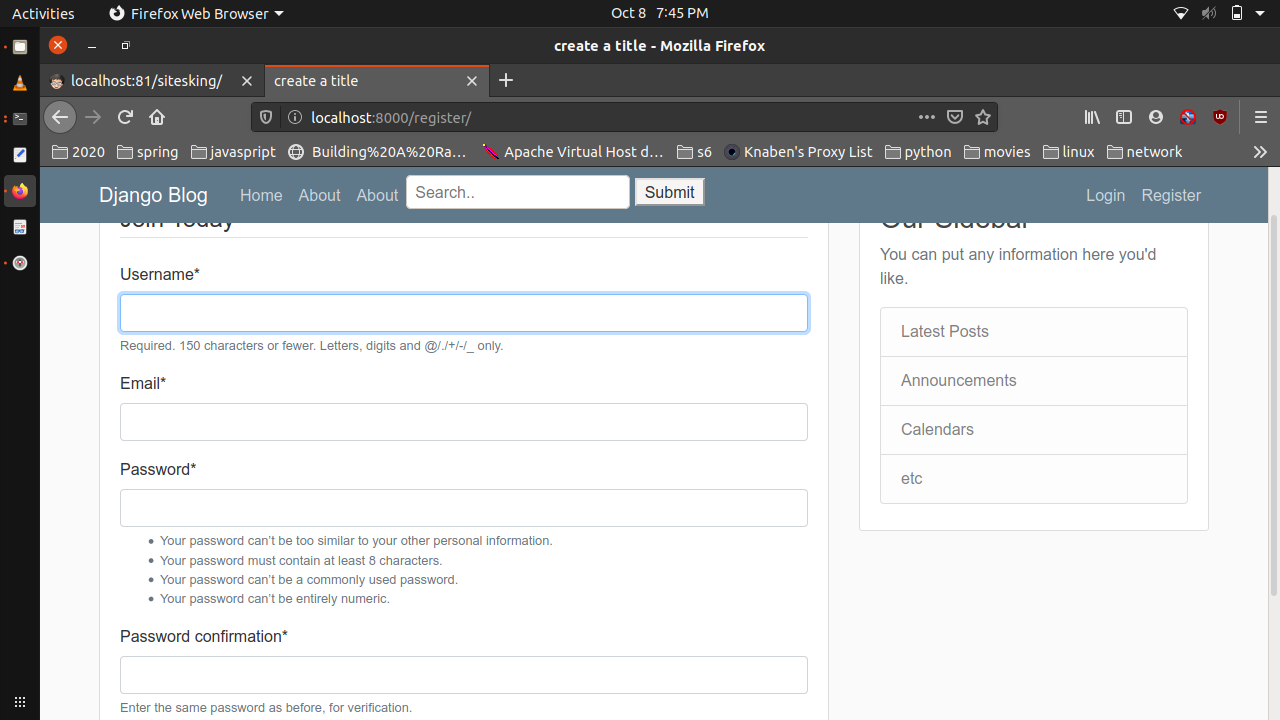 Activities Firefox Web Browser Oct 8 7:45 PM
create a title - Mozilla Firefox
localhost:81/sitesking/ create a title
localhost:8000/register/
2020 spring javascript Building%20A%20Ra… Apache Virtual Host d… s6 Knaben's Proxy List python movies linux network
Django Blog Home About About Search.. Submit Login Register
Join Today
Username*
Required. 150 characters or fewer. Letters, digits and @/./+/-/_ only.
Email*
Password*
Your password can't be too similar to your other personal information.
Your password must contain at least 8 characters.
Your password can't be a commonly used password.
Your password can't be entirely numeric.
Password confirmation*
Enter the same password as before, for verification.
Our Sidebar
You can put any information here you'd
like.
Latest Posts
Announcements
Calendars
etc